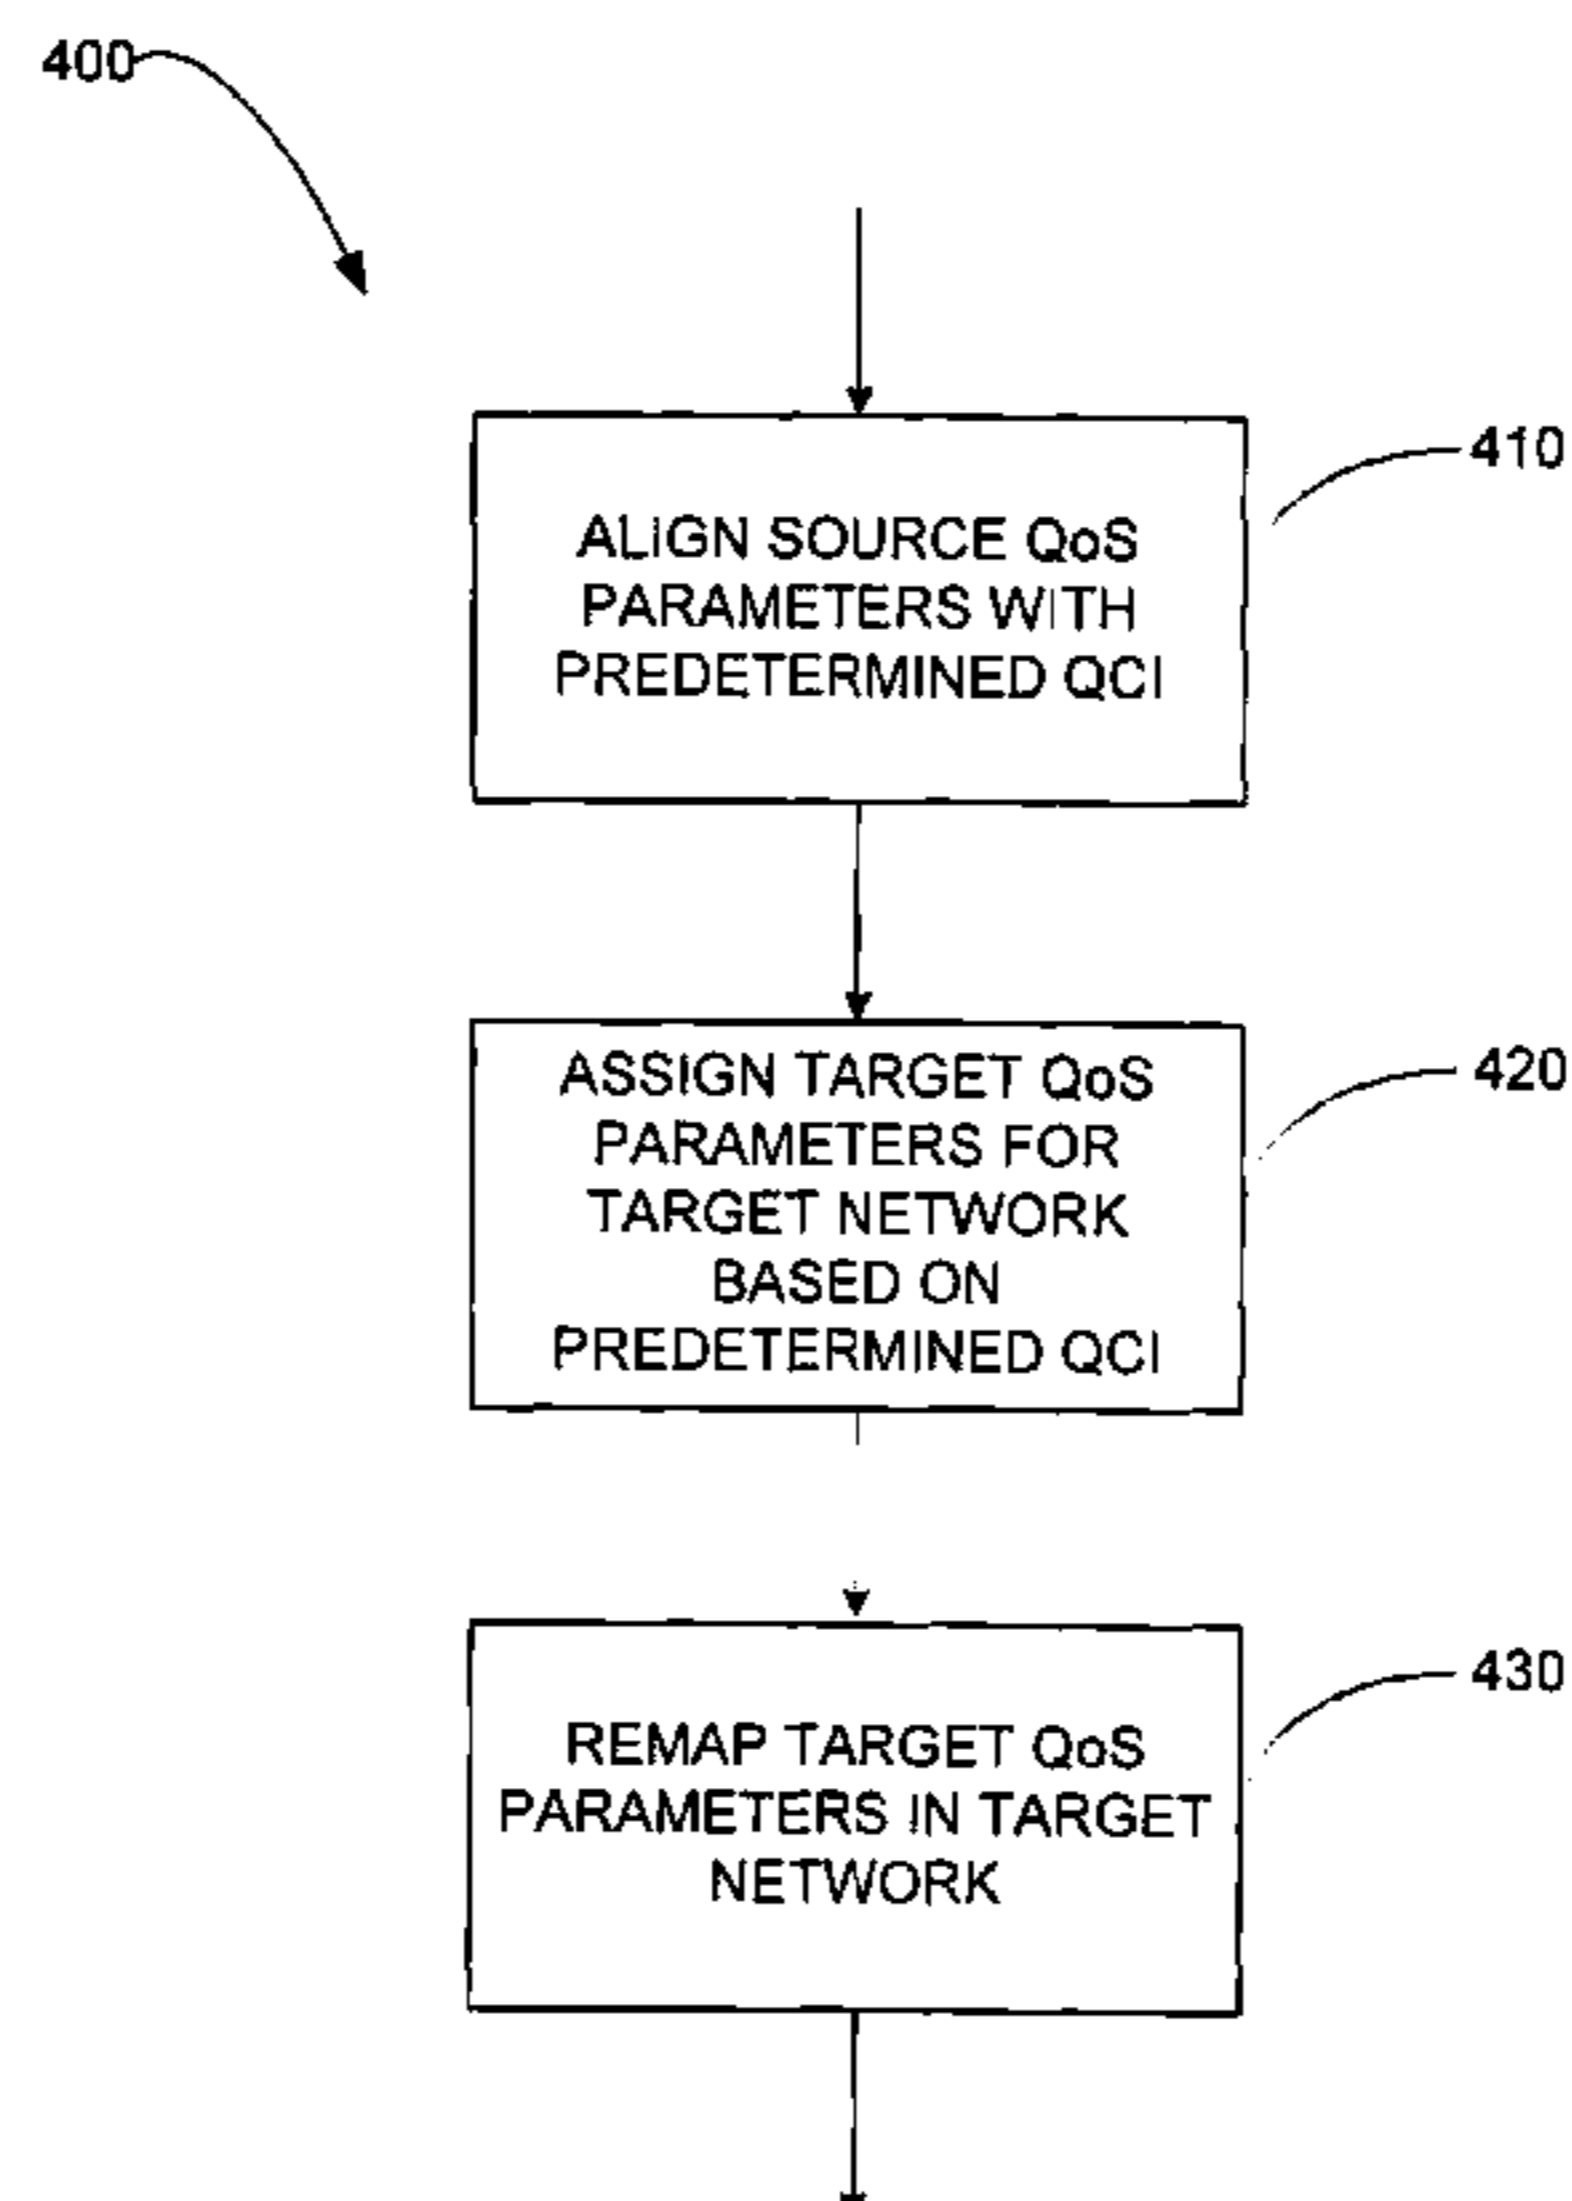 400
410
ALIGN SOURCE QoS
PARAMETERS WITH
PREDETERMINED QCI
420
ASSIGN TARGET QoS
PARAMETERS FOR
TARGET NETWORK
BASED ON
PREDETERMINED QCI
430
REMAP TARGET QoS
PARAMETERS IN TARGET
NETWORK